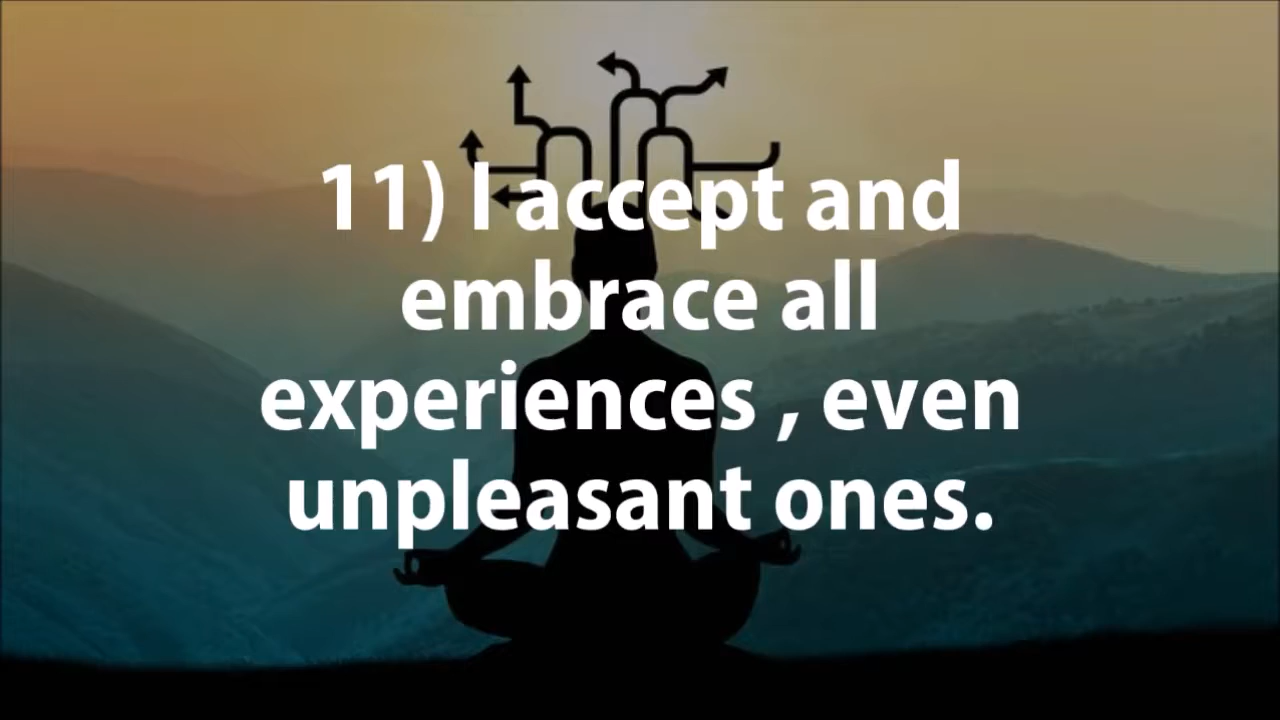 11) I accept and
embrace all
experiences , even
unpleasant ones.